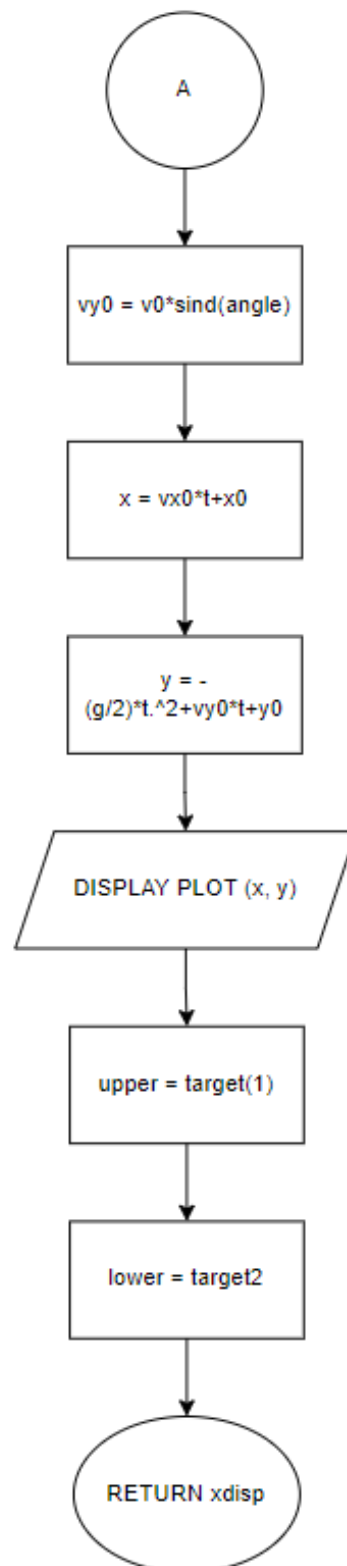 A
vy0 = v0*sind(angle)
x = vx0*t+x0
y = -
(g/2)*t.^2+vy0*t+y0
DISPLAY PLOT (x, y)
upper = target(1)
lower = target2
RETURN xdisp